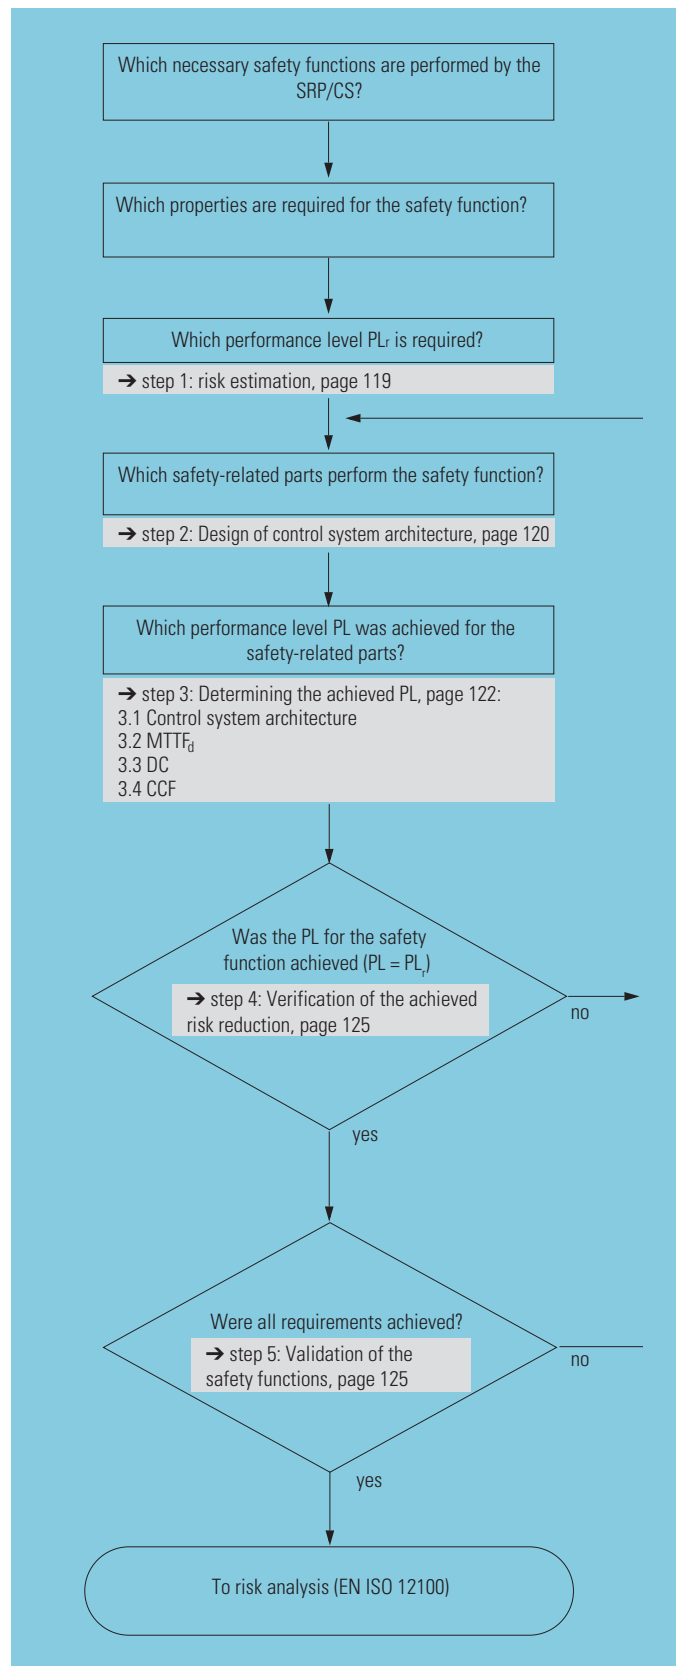 Which necessary safety functions are performed by the
SRP/CS?
Which properties are required for the safety function?
Which performance level PLr is required?
➔ step 1: risk estimation, page 119
Which safety-related parts perform the safety function?
➔ step 2: Design of control system architecture, page 120
Which performance level PL was achieved for the
safety-related parts?
➔ step 3: Determining the achieved PL, page 122:
3.1 Control system architecture
3.2 MTTFd
3.3 DC
3.4 CCF
Was the PL for the safety
function achieved (PL = PLr)
➔ step 4: Verification of the achieved
risk reduction, page 125
no
yes
Were all requirements achieved?
➔ step 5: Validation of the
safety functions, page 125
no
yes
To risk analysis (EN ISO 12100)